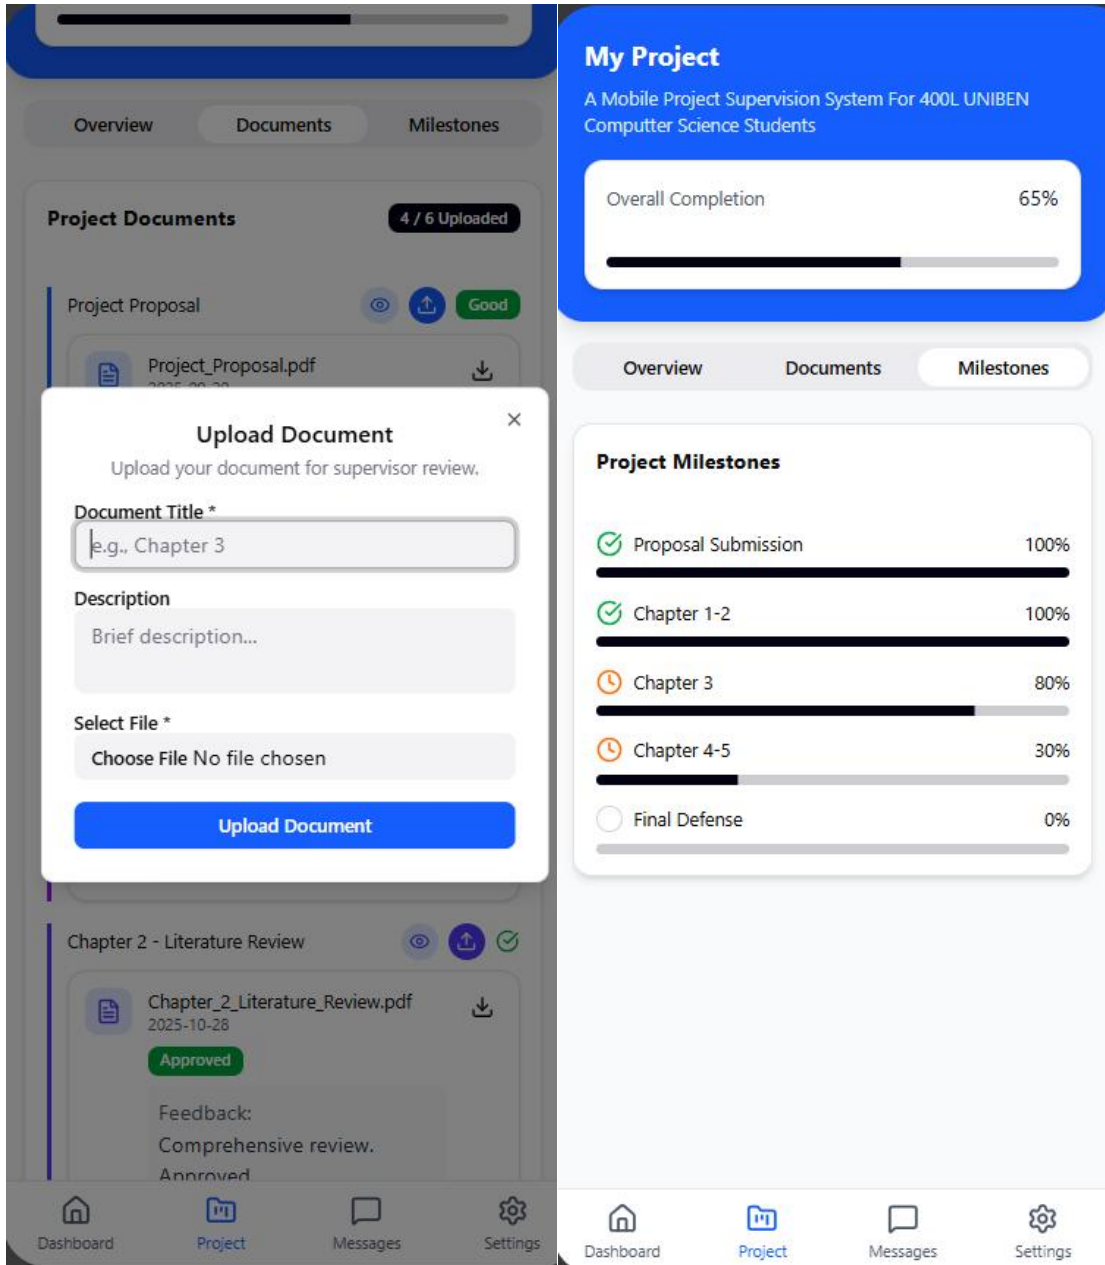 Overview Documents Milestones
Project Documents 4 / 6 Uploaded
Project Proposal Good
Project_Proposal.pdf
Upload Document
Upload your document for supervisor review.
Document Title *
e.g., Chapter 3
Description
Brief description...
Select File *
Choose File No file chosen
Upload Document
Chapter 2 - Literature Review
Chapter_2_Literature_Review.pdf
2025-10-28
Approved
Feedback:
Comprehensive review.
Approved
Dashboard Project Messages Settings
My Project
A Mobile Project Supervision System For 400L UNIBEN
Computter Science Students
Overall Completion 65%
Overview Documents Milestones
Project Milestones
Proposal Submission 100%
Chapter 1-2 100%
Chapter 3 80%
Chapter 4-5 30%
Final Defense 0%
Dashboard Project Messages Settings